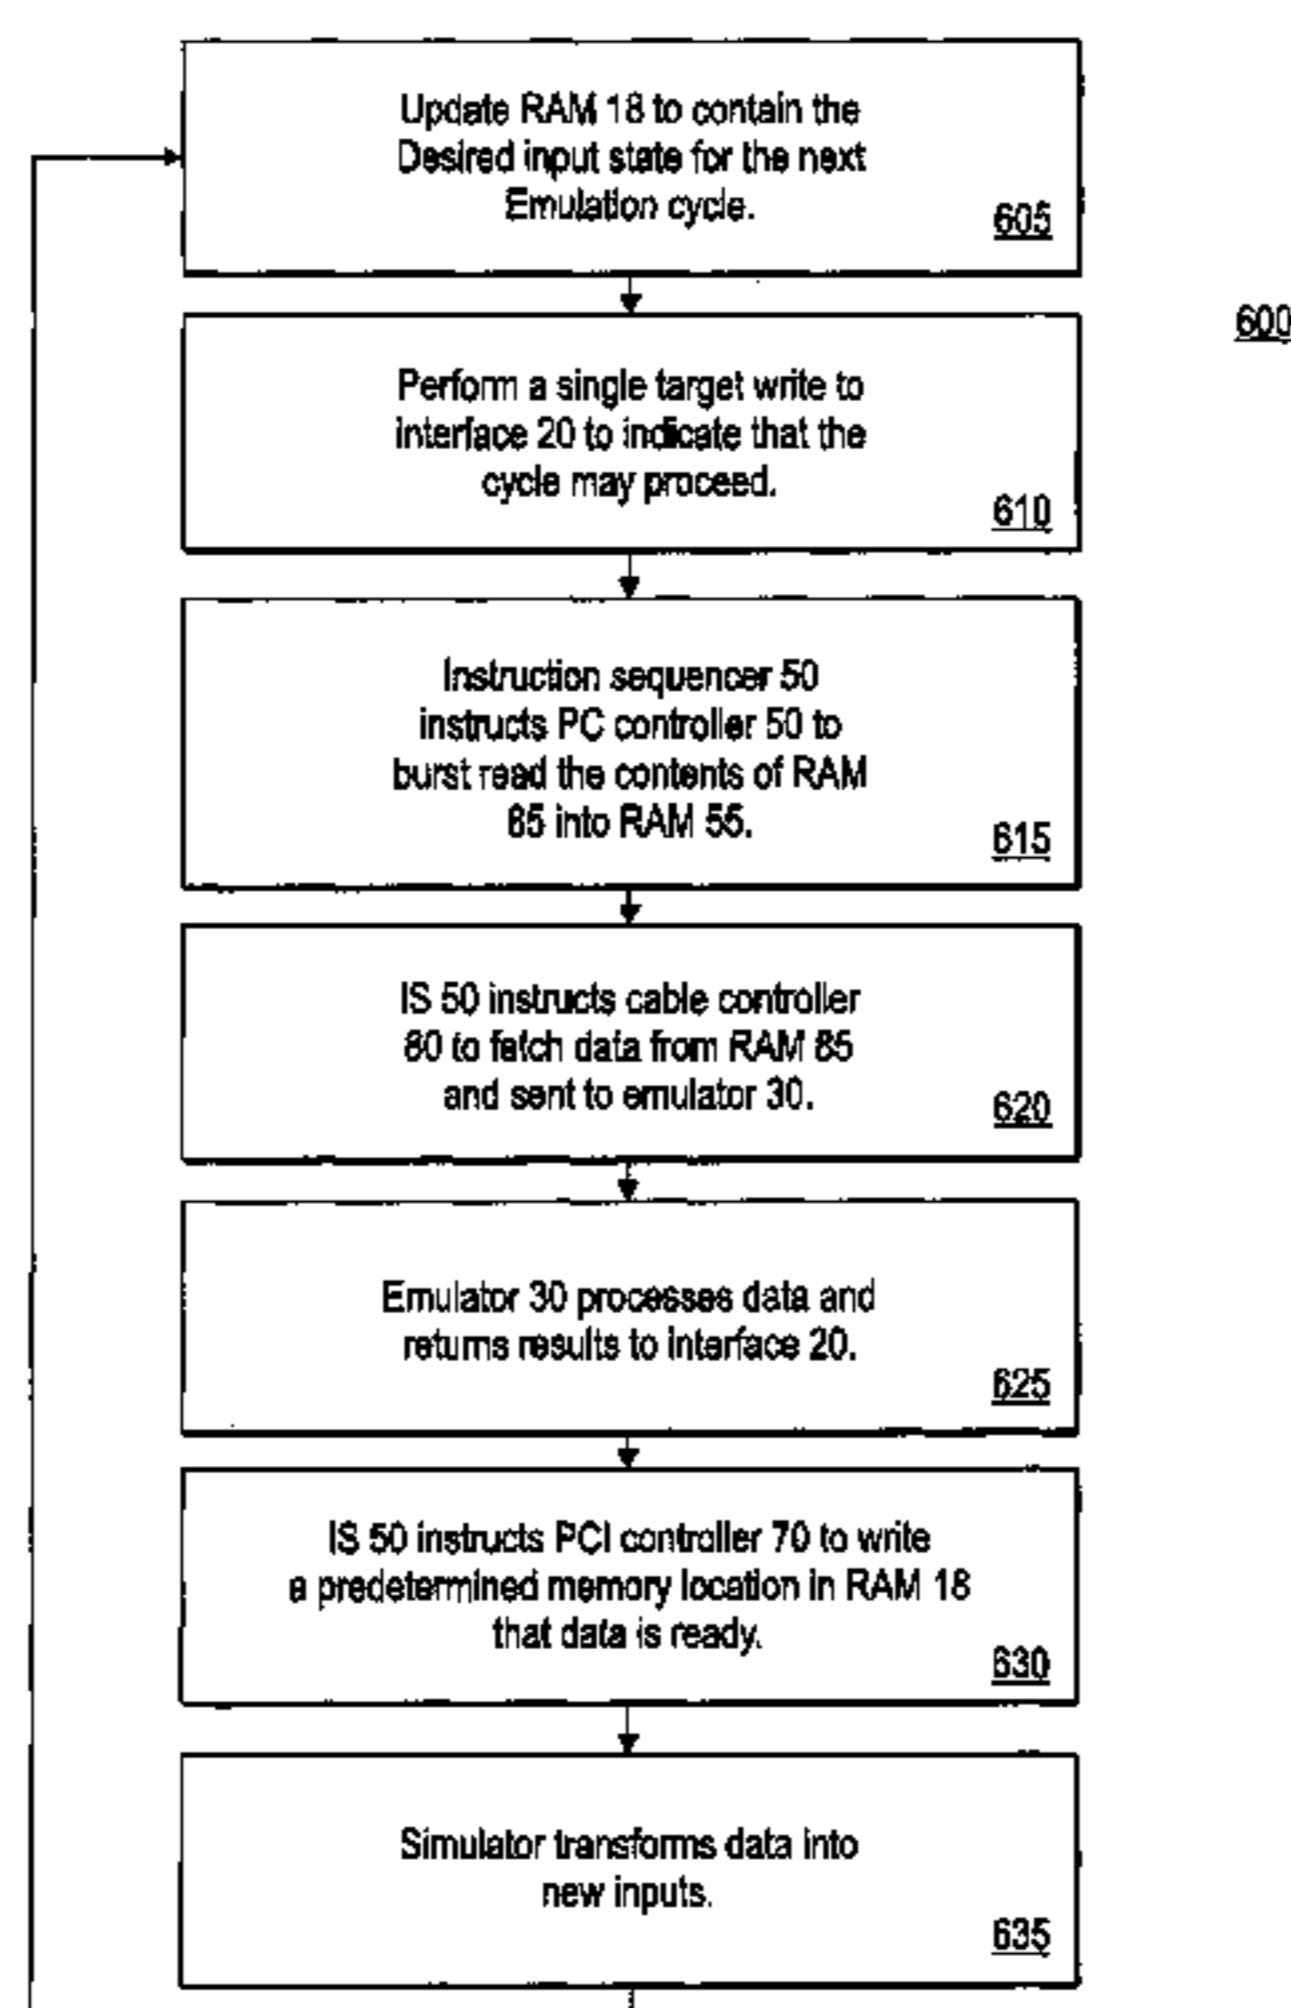 Update RAM 18 to contain the
Desired input state for the next
Emulation cycle.
605
600
Perform a single target write to
interface 20 to indicate that the
cycle may proceed.
610
Instruction sequencer 50
instructs PC controller 50 to
burst read the contents of RAM
85 into RAM 55.
615
IS 50 instructs cable controller
80 to fetch data from RAM 85
and sent to emulator 30.
620
Emulator 30 processes data and
returns results to interface 20.
625
IS 50 instructs PCI controller 70 to write
a predetermined memory location in RAM 18
that data is ready.
630
Simulator transforms data into
new inputs.
635